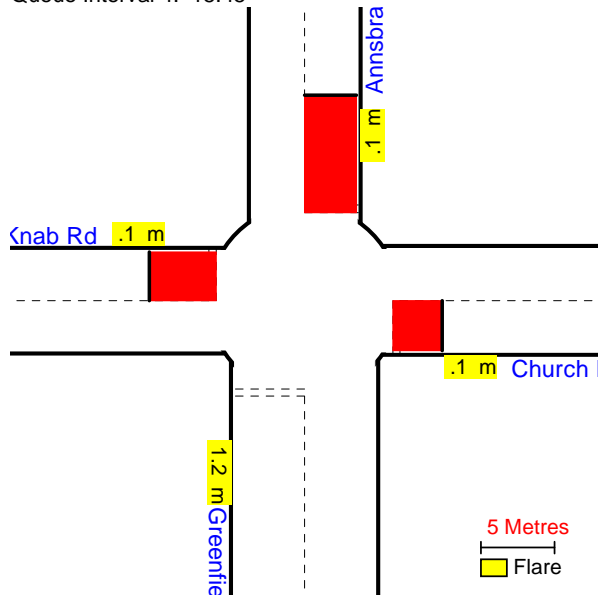 Annsbra
.1 m
Knab Rd
.1 m
.1 m
Church
1.2 m
Greenfie
5 Metres
Flare